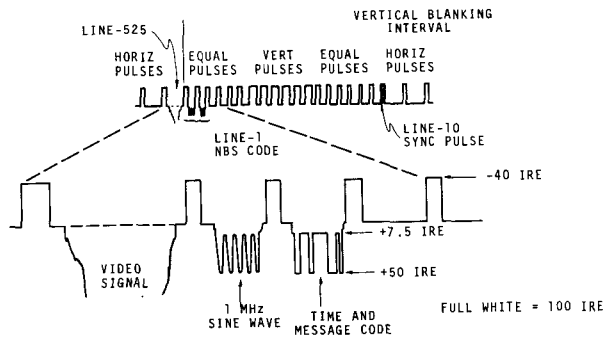 VERTICAL BLANKING
INTERVAL
LINE-525
HORIZ
PULSES
EQUAL
PULSES
VERT
PULSES
EQUAL
PULSES
HORIZ
PULSES
LINE-1
NBS CODE
LINE-10
SYNC PULSE
-40 IRE
+7.5 IRE
+50 IRE
VIDEO
SIGNAL
1 MHz
SINE WAVE
TIME AND
MESSAGE CODE
FULL WHITE = 100 IRE